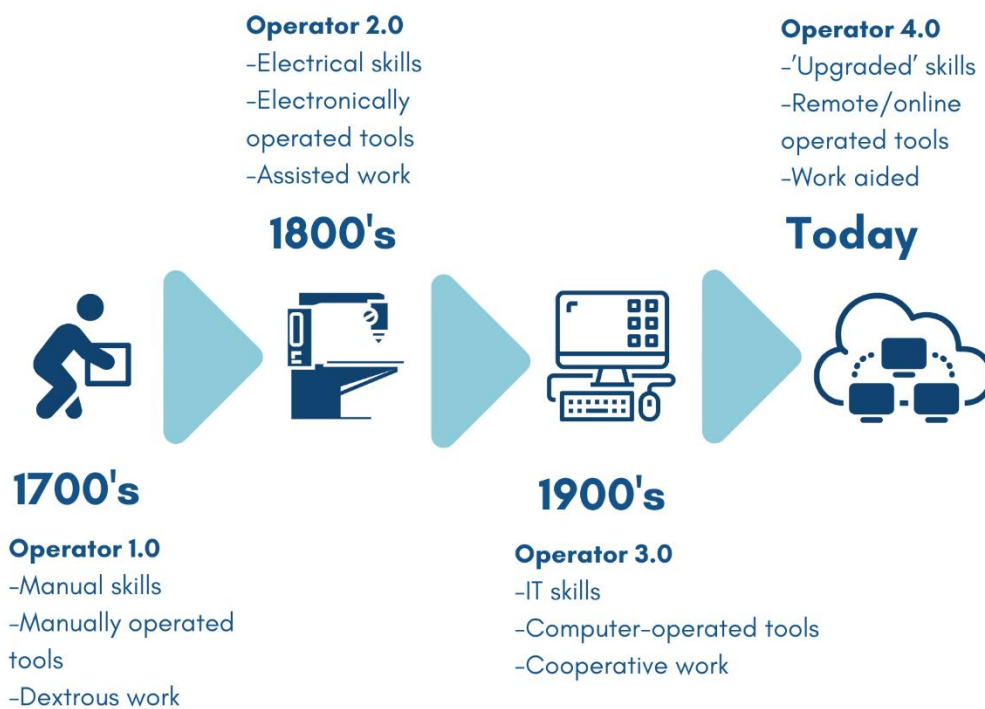 Operator 2.0
-Electrical skills
-Electronically
operated tools
-Assisted work
1800's
Operator 4.0
-'Upgraded' skills
-Remote/online
operated tools
-Work aided
Today
1700's
Operator 1.0
-Manual skills
-Manually operated
tools
-Dextrous work
1900's
Operator 3.0
-IT skills
-Computer-operated tools
-Cooperative work